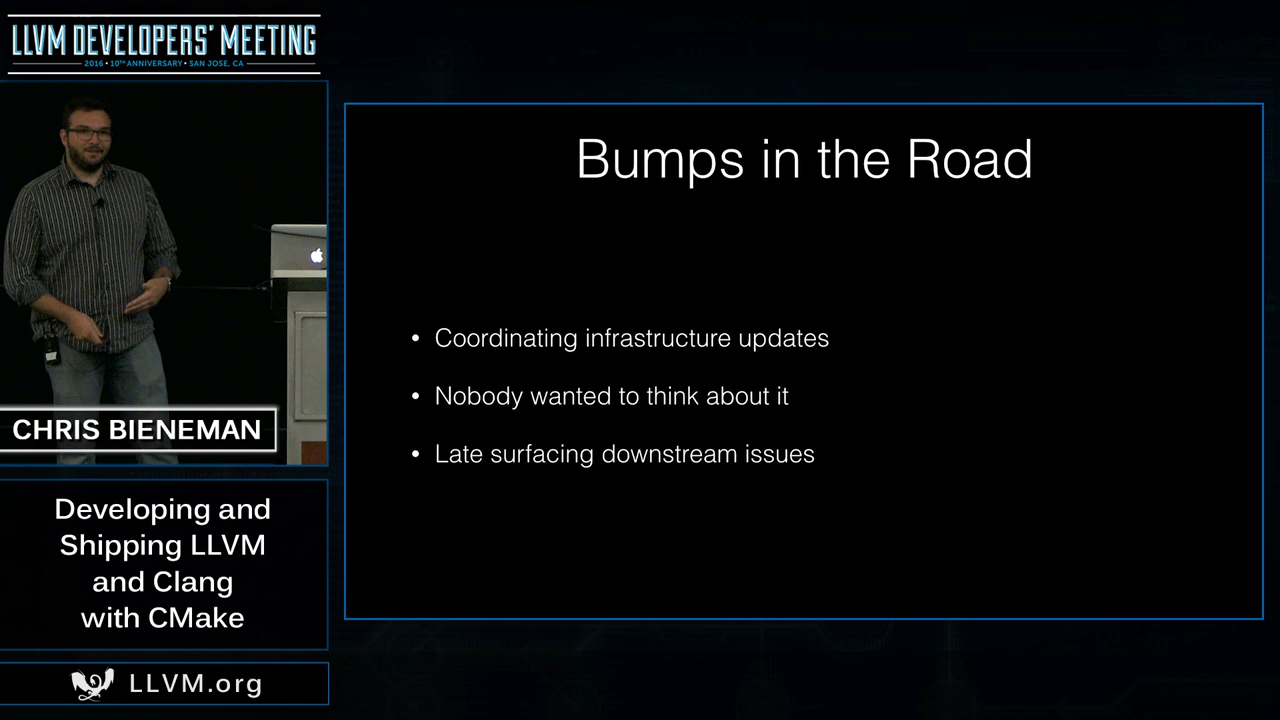 LLVM DEVELOPERS' MEETING
2016 • 10TH ANNIVERSARY • SAN JOSE, CA
Bumps in the Road
• Coordinating infrastructure updates
• Nobody wanted to think about it
• Late surfacing downstream issues
CHRIS BIENEMAN
Developing and
Shipping LLVM
and Clang
with CMake
LLVM.org